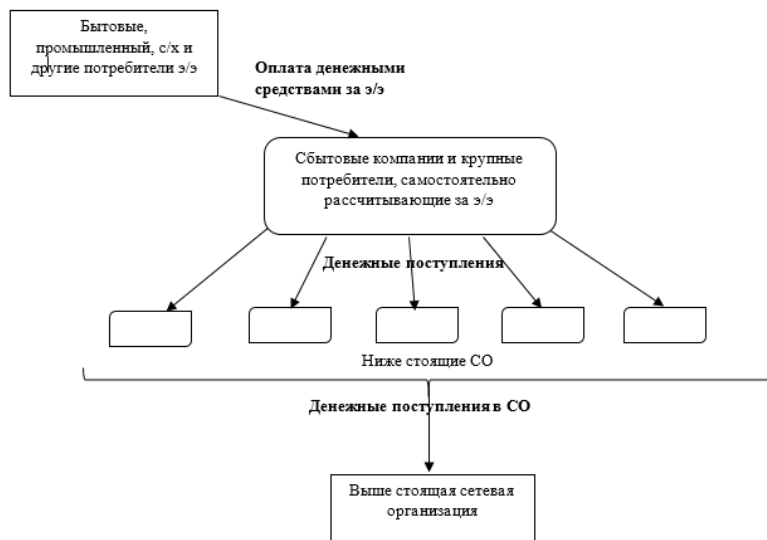 Бытовые,
промышленный, с/х и
другие потребители э/э
Оплата денежными
средствами за э/э
Сбытовые компании и крупные
потребители, самостоятельно
рассчитывающие за э/э
Денежные поступления
Ниже стоящие СО
Денежные поступления в СО
Выше стоящая сетевая
организация